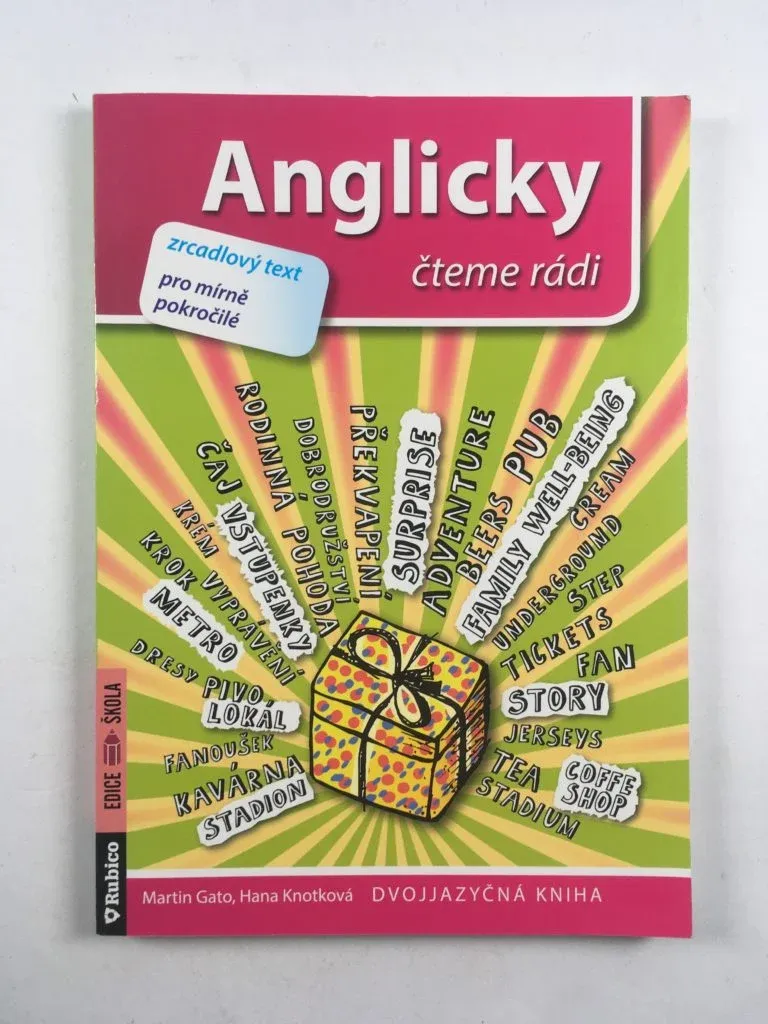 Anglicky
čteme rádi
zrcadlový text
pro mírně
pokročilé
RODINNÁ POHODA
DOBRODRUŽSTVÍ
PŘEKVAPENÍ
SURPRISE
ADVENTURE
BEERS PUB
FAMILY WELL-BEING
CREAM
UNDERGROUND
STEP
TICKETS
FAN
STORY
JERSEYS
TEA
COFFE
SHOP
STADIUM
ČAJ VSTUPENKY
KRÉM VYPRÁVĚNÍ
KROK
METRO
DRESY PIVO,
LOKÁL
FANOUŠEK
KAVÁRNA
STADION
EDICE ŠKOLA
Rubico
Martin Gato, Hana Knotková DVOJJAZYČNÁ KNIHA